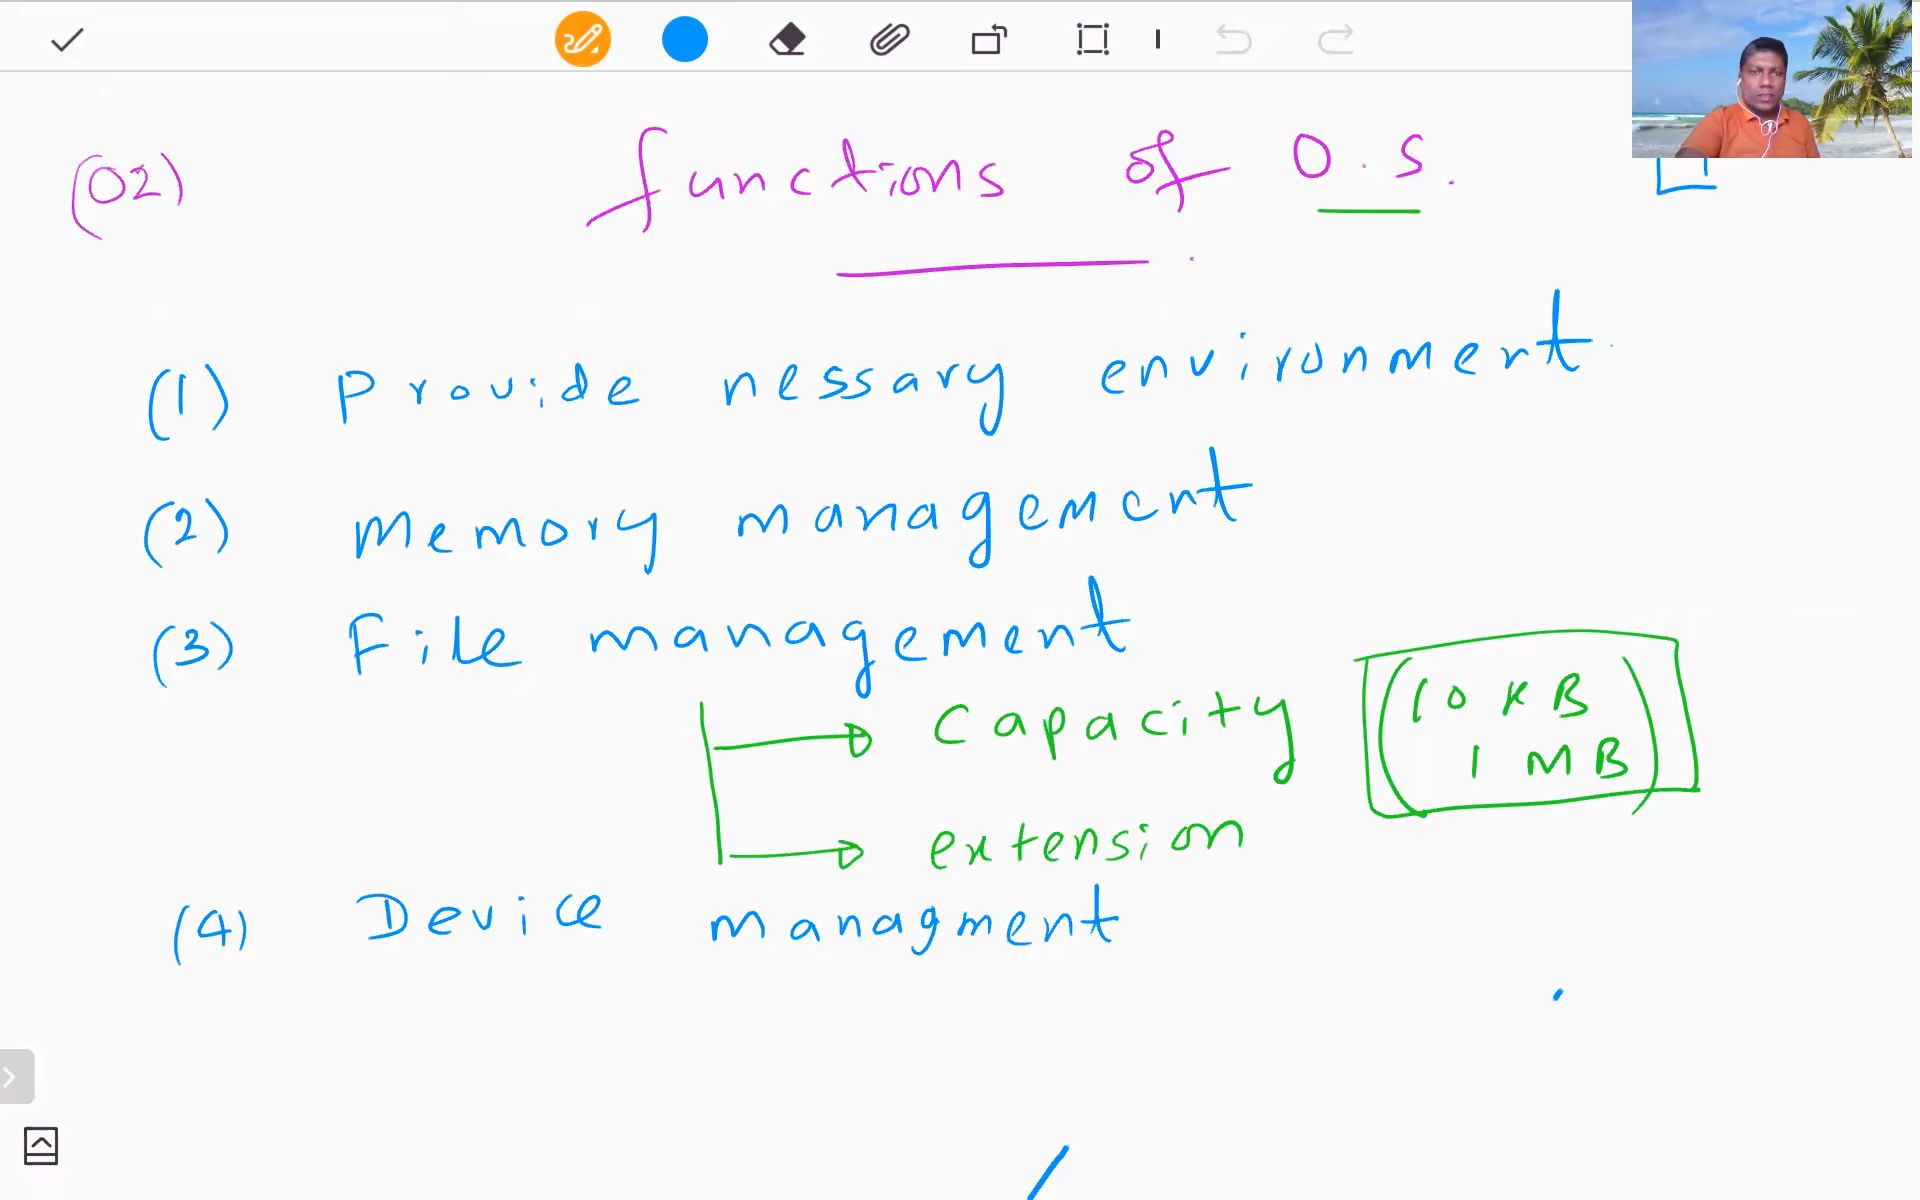 (02) functions of O.S.
(1) Provide nessary environment.
(2) Memory management
(3) File management
Capacity (10 KB
1 MB)
extension
(4) Device managment